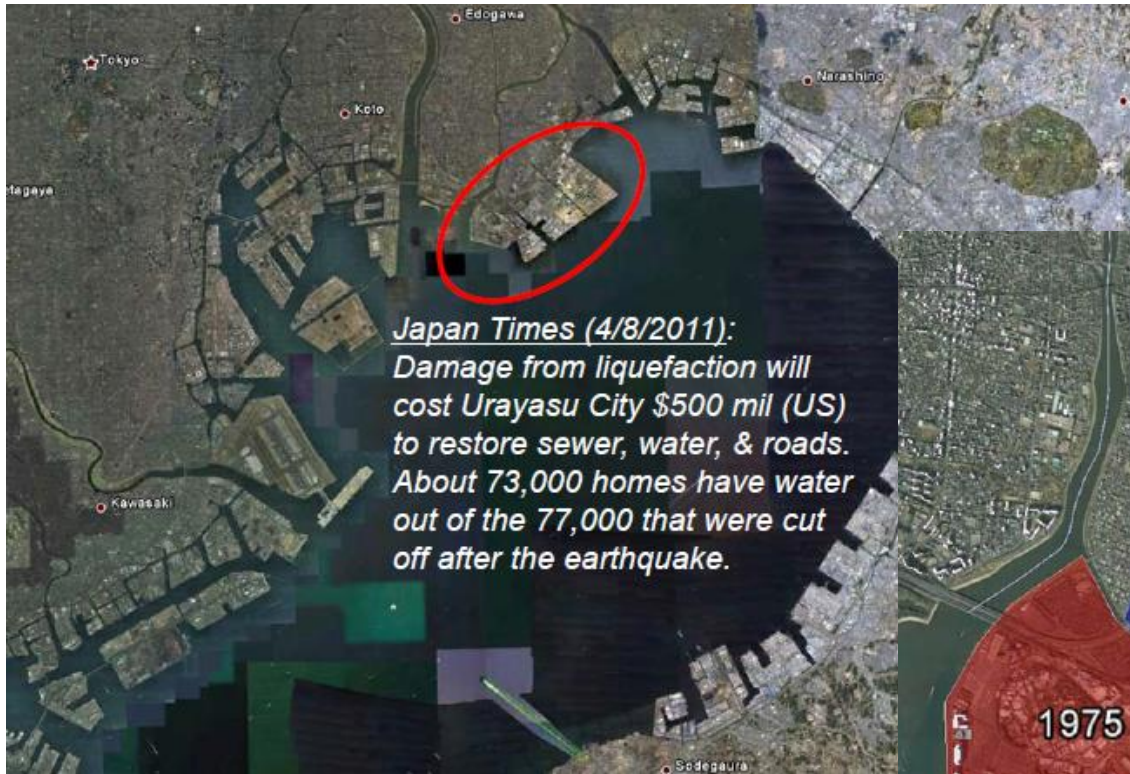 Edogawa
Tokyo
Narashino
Koto
etagaya
Japan Times (4/8/2011):
Damage from liquefaction will
cost Urayasu City $500 mil (US)
to restore sewer, water, & roads.
About 73,000 homes have water
out of the 77,000 that were cut
off after the earthquake.
Kawasaki
1975
Sodegaura